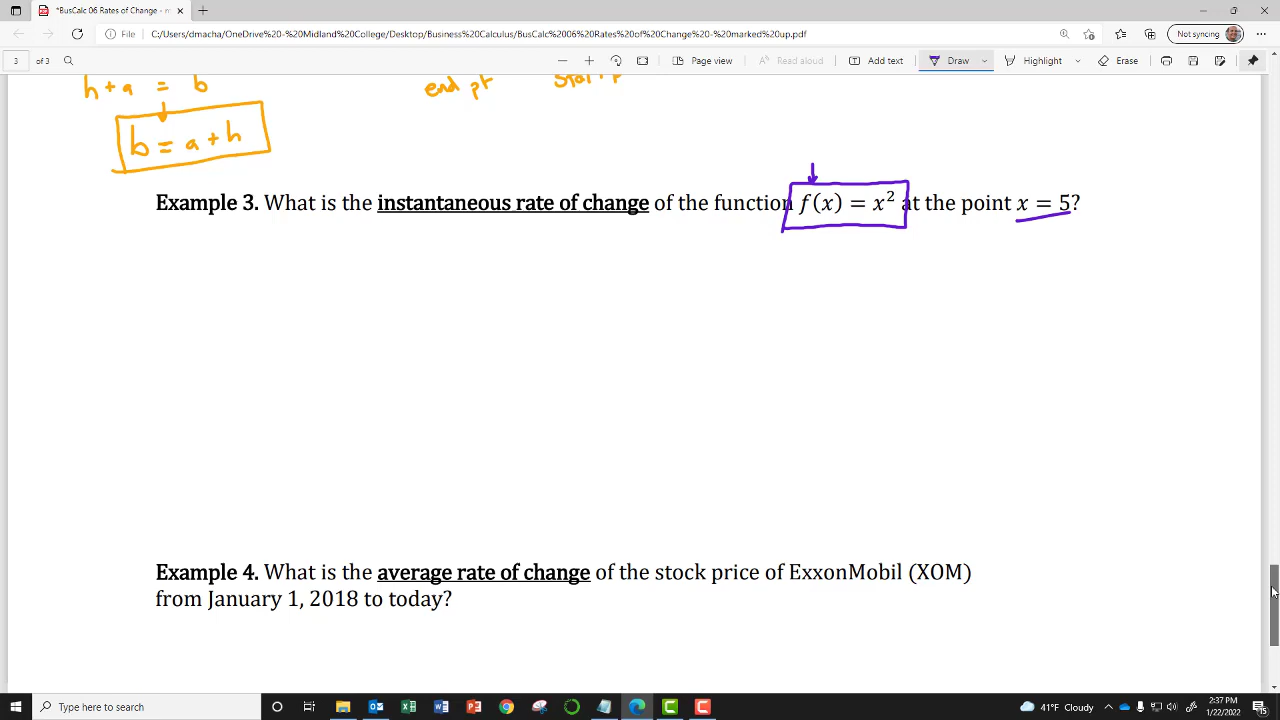 *BusCalc 06 Rates of Change - m
File
C:/Users/dmacha/OneDrive%20-%20Midland%20College/Desktop/Business%20Calculus/BusCalc%2006%20Rates%20of%20Change%20-%20marked%20up.pdf
Not syncing
3 of 3
Page view
Read aloud
Add text
Draw
Highlight
Erase
h + a = b
end pt
b = a + h
Example 3. What is the instantaneous rate of change of the function f(x) = x² at the point x = 5?
Example 4. What is the average rate of change of the stock price of ExxonMobil (XOM)
from January 1, 2018 to today?
Type here to search
41°F Cloudy
2:37 PM
1/22/2022